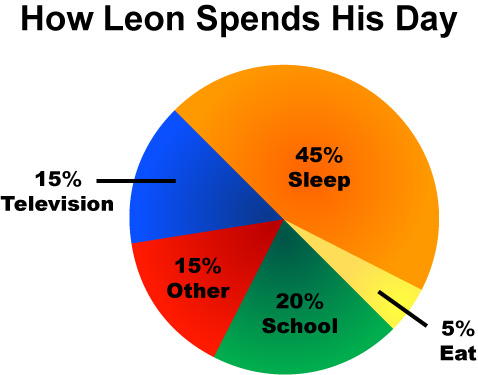 How Leon Spends His Day
45%
Sleep
15%
Television
15%
Other
20%
School
5%
Eat